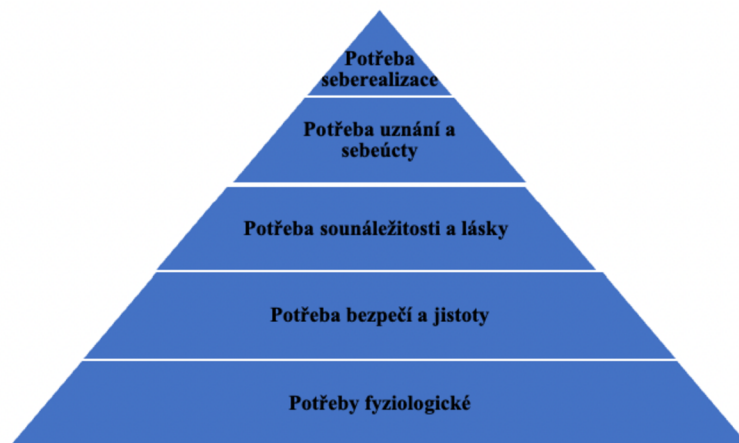 Potřeba
seberealizace
Potřeba uznání a
sebeúcty
Potřeba sounáležitosti a lásky
Potřeba bezpečí a jistoty
Potřeby fyziologické